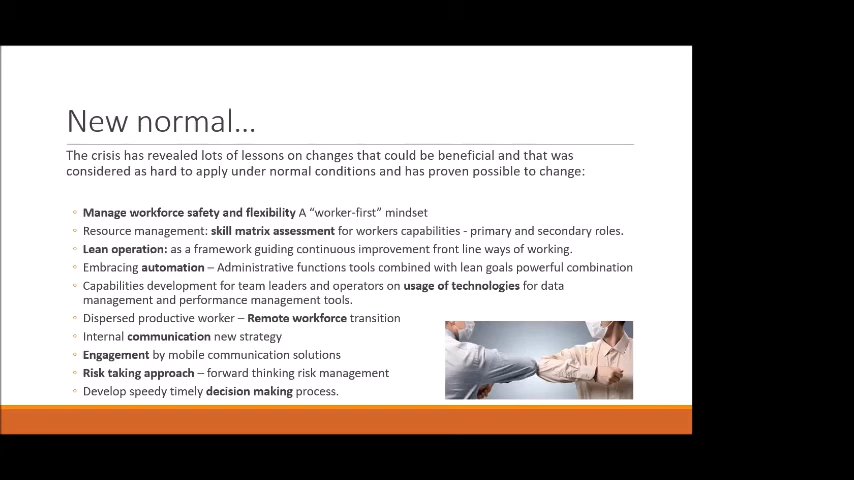 New normal...
The crisis has revealed lots of lessons on changes that could be beneficial and that was
considered as hard to apply under normal conditions and has proven possible to change:
◦ Manage workforce safety and flexibility A “worker-first” mindset
◦ Resource management: skill matrix assessment for workers capabilities - primary and secondary roles.
◦ Lean operation: as a framework guiding continuous improvement front line ways of working.
◦ Embracing automation – Administrative functions tools combined with lean goals powerful combination
◦ Capabilities development for team leaders and operators on usage of technologies for data
management and performance management tools.
◦ Dispersed productive worker – Remote workforce transition
◦ Internal communication new strategy
◦ Engagement by mobile communication solutions
◦ Risk taking approach – forward thinking risk management
◦ Develop speedy timely decision making process.